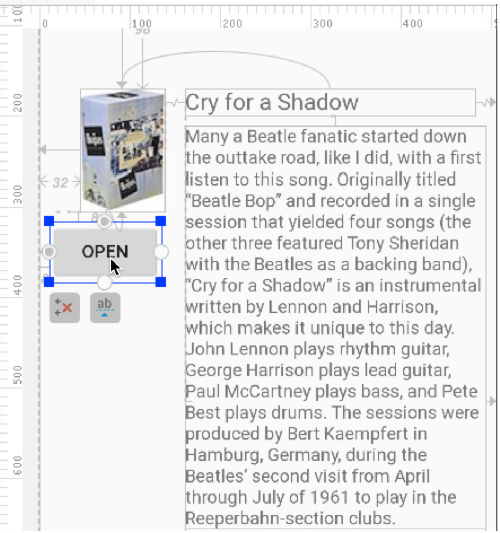 0 100 200 300 400 500
100
96
200
Cry for a Shadow
Many a Beatle fanatic started down
the outtake road, like I did, with a first
listen to this song. Originally titled
“Beatle Bop” and recorded in a single
session that yielded four songs (the
other three featured Tony Sheridan
with the Beatles as a backing band),
“Cry for a Shadow” is an instrumental
written by Lennon and Harrison,
which makes it unique to this day.
John Lennon plays rhythm guitar,
George Harrison plays lead guitar,
Paul McCartney plays bass, and Pete
Best plays drums. The sessions were
produced by Bert Kaempfert in
Hamburg, Germany, during the
Beatles’ second visit from April
through July of 1961 to play in the
Reeperbahn-section clubs.
32
300
8
OPEN
400
ab
500
600